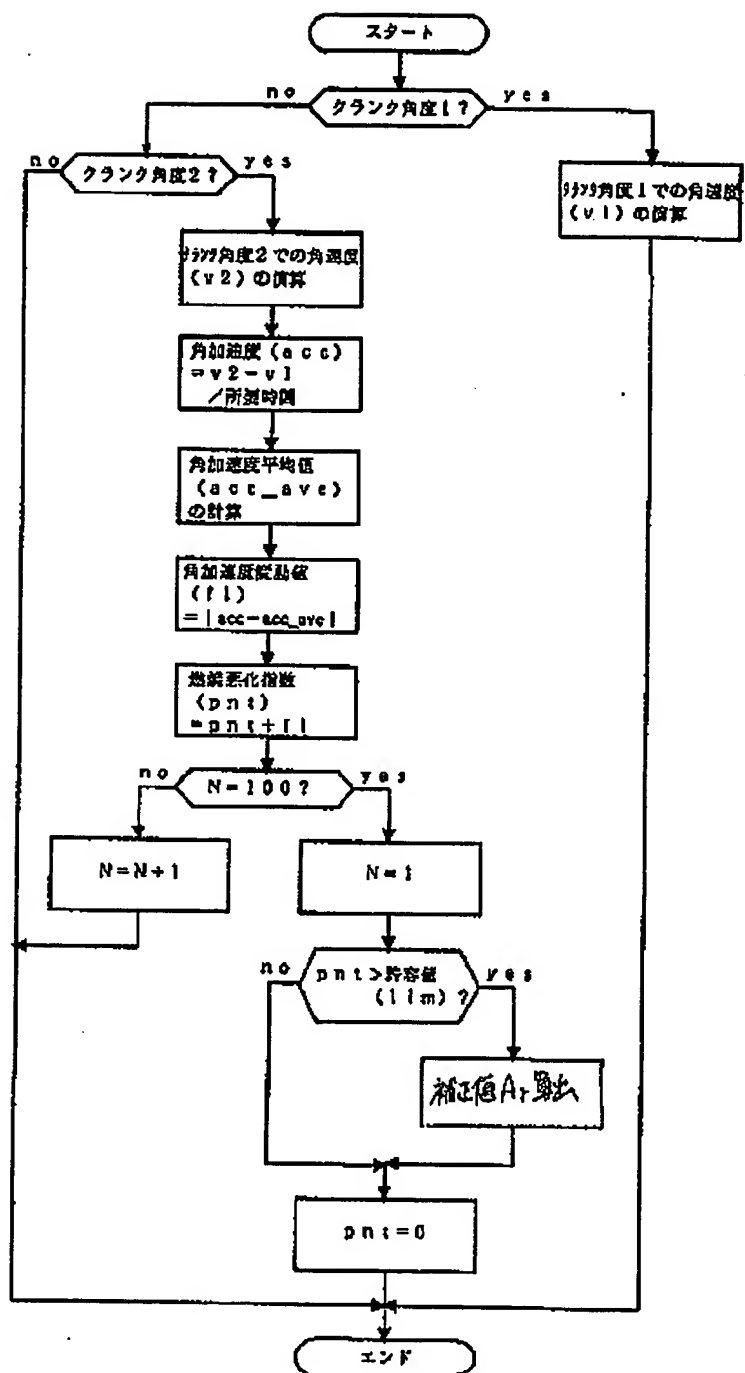 スタート
no
クランク角度1?
yes
no
クランク角度2?
yes
クランク角度1での角速度
(v1)の演算
クランク角度2での角速度
(v2)の演算
角加速度(acc)
=v2-v1
/所要時間
角加速度平均値
(acc_ave)
の計算
角加速度変動値
(fl)
=|acc-acc_ave|
燃焼悪化指数
(pnt)
=pnt+fl
no
N=100?
yes
N=N+1
N=1
no
pnt>許容値
(lim)?
yes
補正値Ar算出
pnt=0
エンド